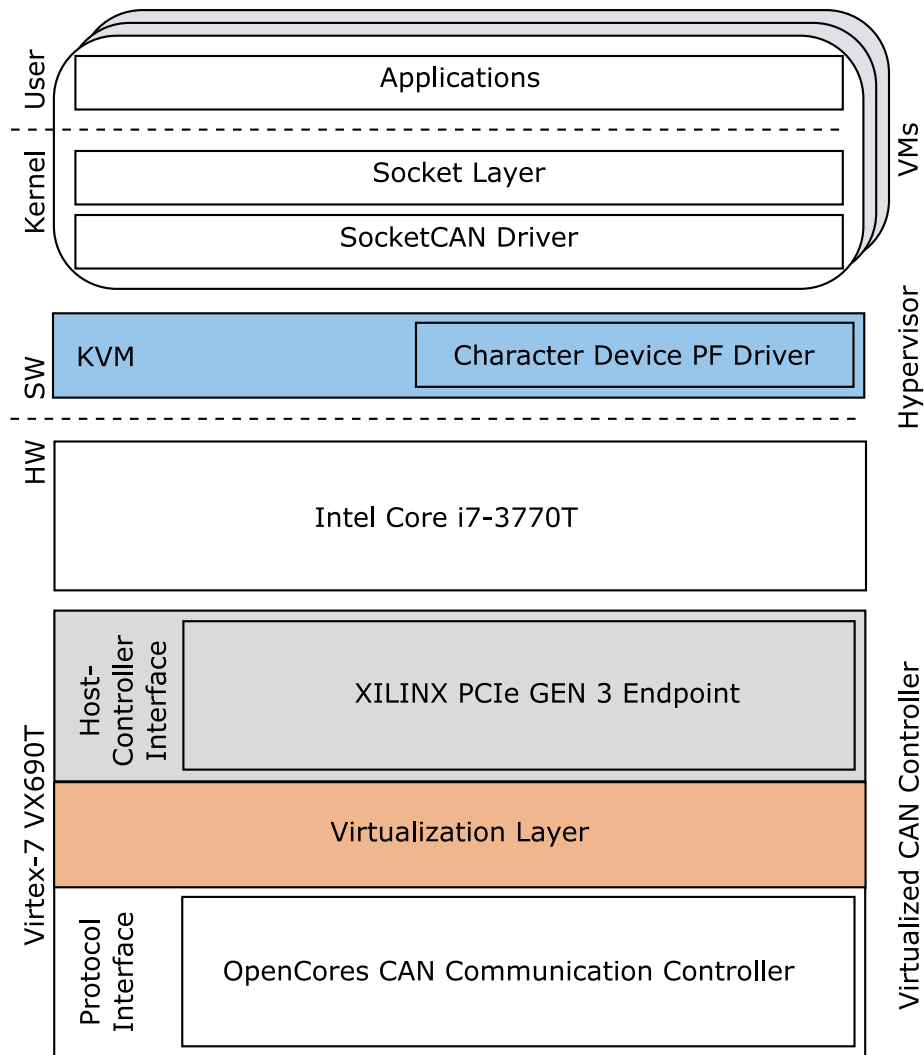 User
Applications
Kernel
Socket Layer
SocketCAN Driver
VMs
SW
KVM
Character Device PF Driver
Hypervisor
HW
Intel Core i7-3770T
Virtex-7 VX690T
Host-
Controller
Interface
XILINX PCIe GEN 3 Endpoint
Virtualization Layer
Protocol
Interface
OpenCores CAN Communication Controller
Virtualized CAN Controller